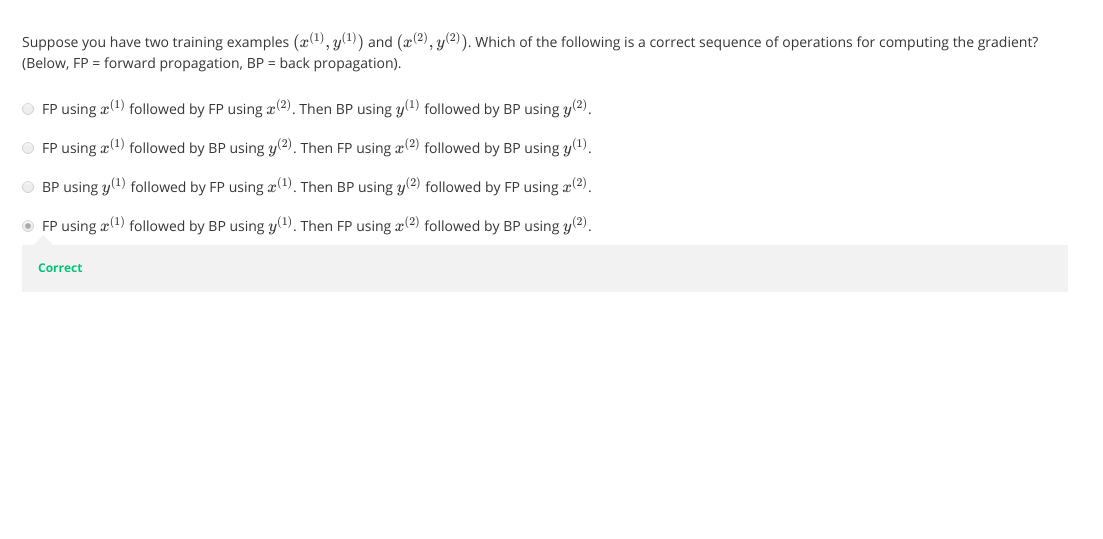 Suppose you have two training examples (x⁽¹⁾, y⁽¹⁾) and (x⁽²⁾, y⁽²⁾). Which of the following is a correct sequence of operations for computing the gradient?
(Below, FP = forward propagation, BP = back propagation).
FP using x⁽¹⁾ followed by FP using x⁽²⁾. Then BP using y⁽¹⁾ followed by BP using y⁽²⁾.
FP using x⁽¹⁾ followed by BP using y⁽²⁾. Then FP using x⁽²⁾ followed by BP using y⁽¹⁾.
BP using y⁽¹⁾ followed by FP using x⁽¹⁾. Then BP using y⁽²⁾ followed by FP using x⁽²⁾.
FP using x⁽¹⁾ followed by BP using y⁽¹⁾. Then FP using x⁽²⁾ followed by BP using y⁽²⁾.
Correct